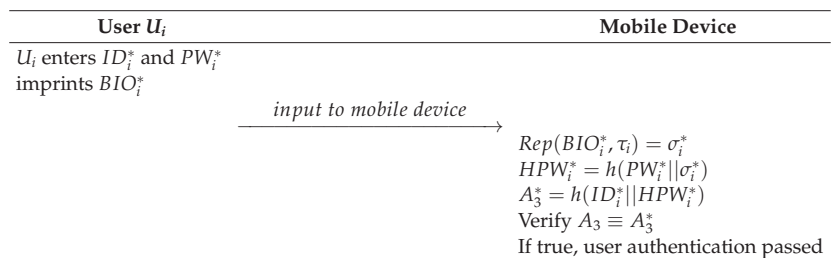 User U_i Mobile Device
U_i enters ID_i^* and PW_i^*
imprints BIO_i^*
input to mobile device
Rep(BIO_i^*, τ_i) = σ_i^*
HPW_i^* = h(PW_i^*||σ_i^*)
A_3^* = h(ID_i^*||HPW_i^*)
Verify A_3 ≡ A_3^*
If true, user authentication passed